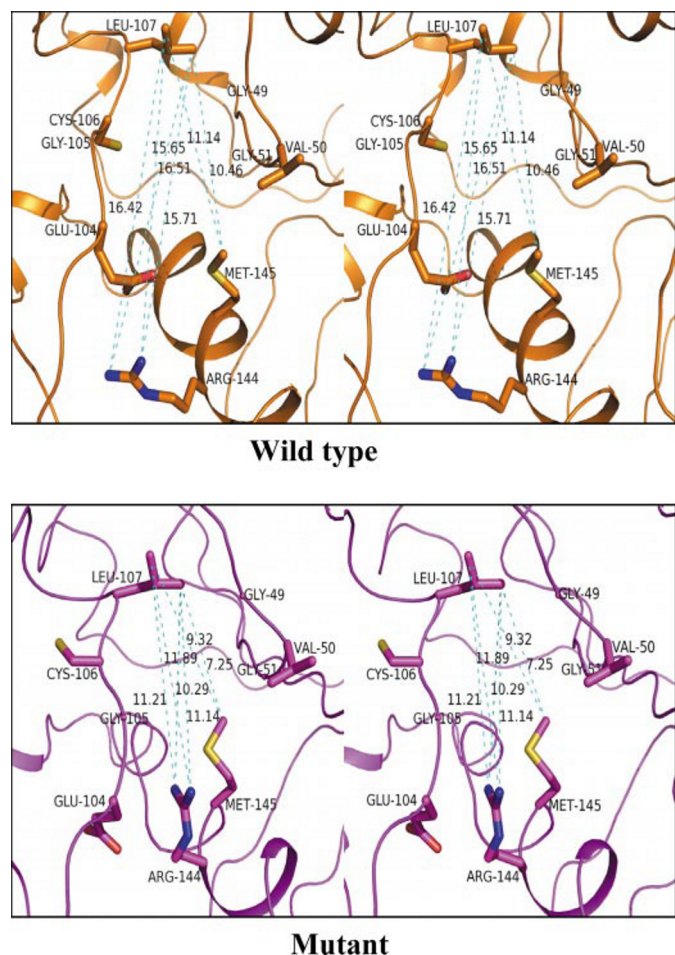 LEU-107 LEU-107
GLY-49 GLY-49
CYS-106 CYS-106
GLY-105 GLY-105
15.65 11.14 GLY-51 VAL-50 15.65 11.14 GLY-51 VAL-50
16.51 10.46 16.51 10.46
16.42 15.71 16.42 15.71
GLU-104 GLU-104
MET-145 MET-145
ARG-144 ARG-144
Wild type
LEU-107 GLY-49 LEU-107 GLY-49
9.32 VAL-50 9.32 VAL-50
CYS-106 11.89 7.25 GLY-51 CYS-106 11.89 7.25 GLY-51
11.21 10.29 11.21 10.29
GLY-105 11.14 GLY-105 11.14
GLU-104 MET-145 GLU-104 MET-145
ARG-144 ARG-144
Mutant